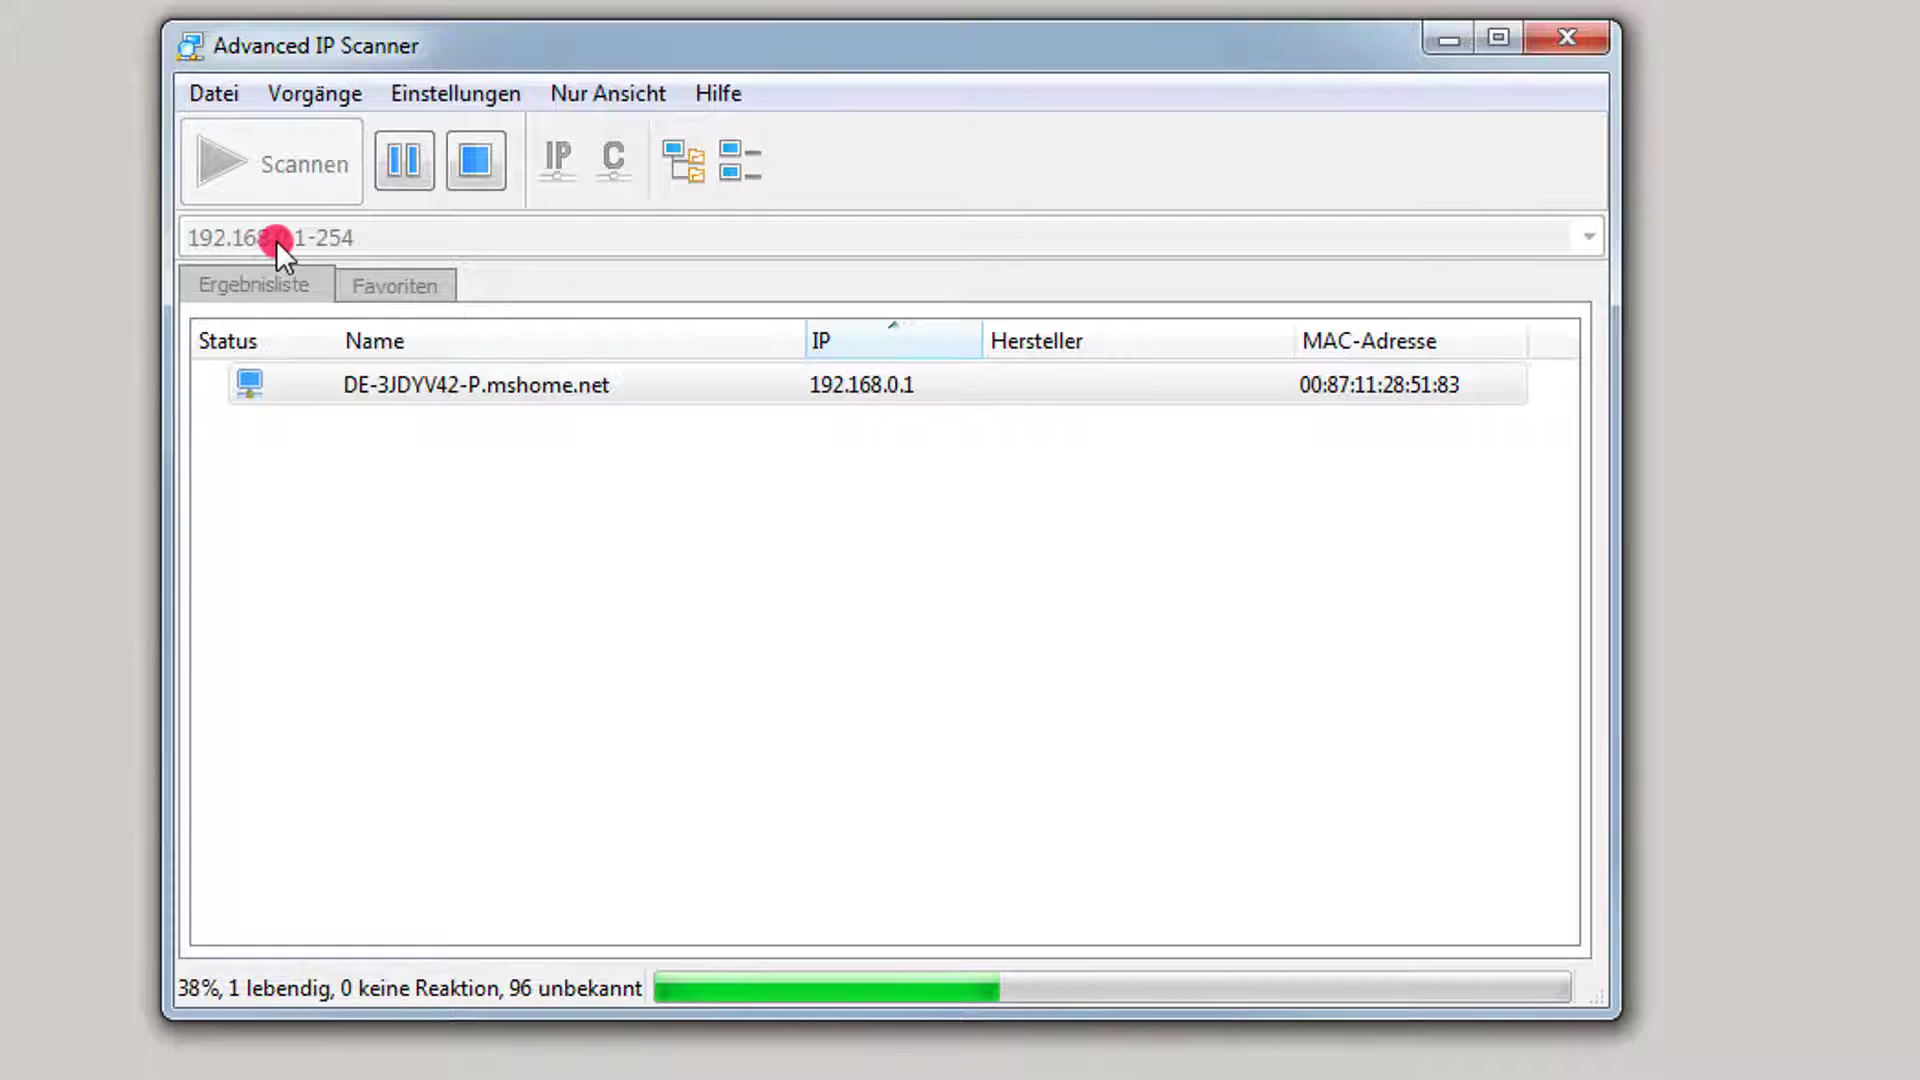 Advanced IP Scanner
Datei Vorgänge Einstellungen Nur Ansicht Hilfe
Scannen IP C
192.168 1-254
Ergebnisliste Favoriten
Status Name IP Hersteller MAC-Adresse
DE-3JDYV42-P.mshome.net 192.168.0.1 00:87:11:28:51:83
38%, 1 lebendig, 0 keine Reaktion, 96 unbekannt